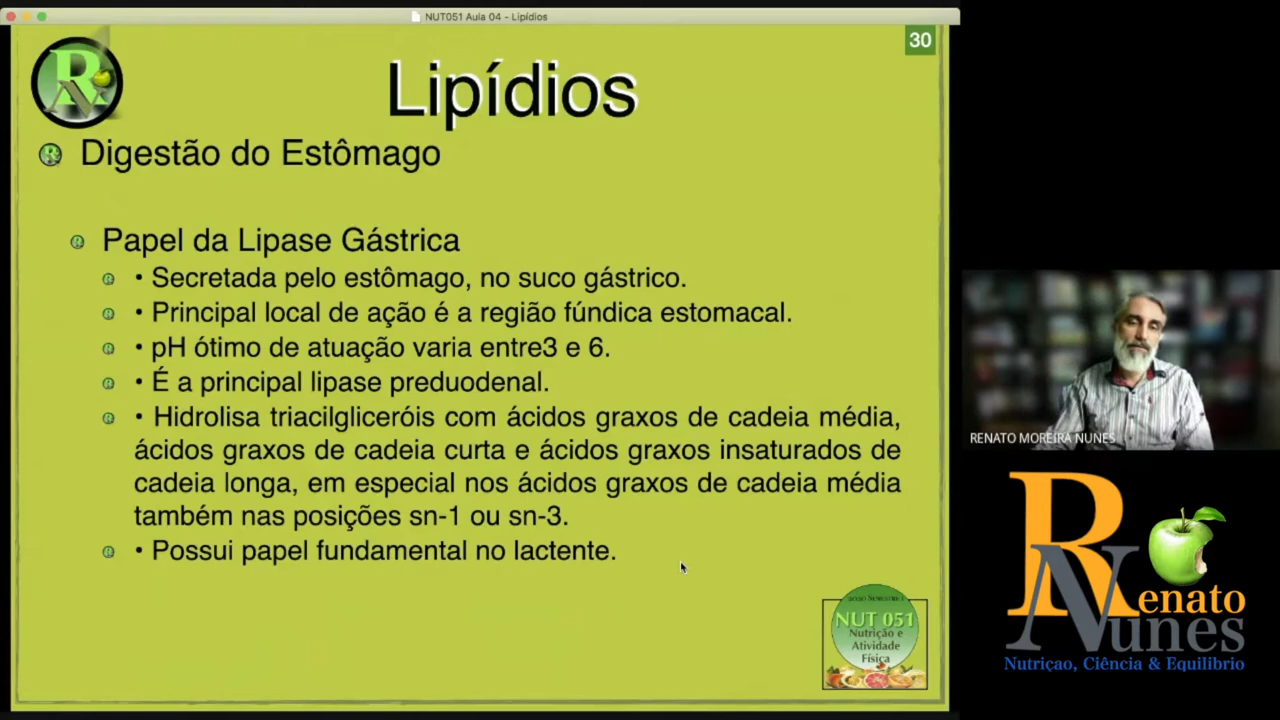 NUT051 Aula 04 - Lipídios
30
Lipídios
Digestão do Estômago
Papel da Lipase Gástrica
• Secretada pelo estômago, no suco gástrico.
• Principal local de ação é a região fúndica estomacal.
• pH ótimo de atuação varia entre3 e 6.
• É a principal lipase preduodenal.
• Hidrolisa triacilgliceróis com ácidos graxos de cadeia média,
ácidos graxos de cadeia curta e ácidos graxos insaturados de
cadeia longa, em especial nos ácidos graxos de cadeia média
também nas posições sn-1 ou sn-3.
• Possui papel fundamental no lactente.
NUT 051
Nutrição e
Atividade
Física
RENATO MOREIRA NUNES
Renato
Nunes
Nutriçao, Ciência & Equilibrio